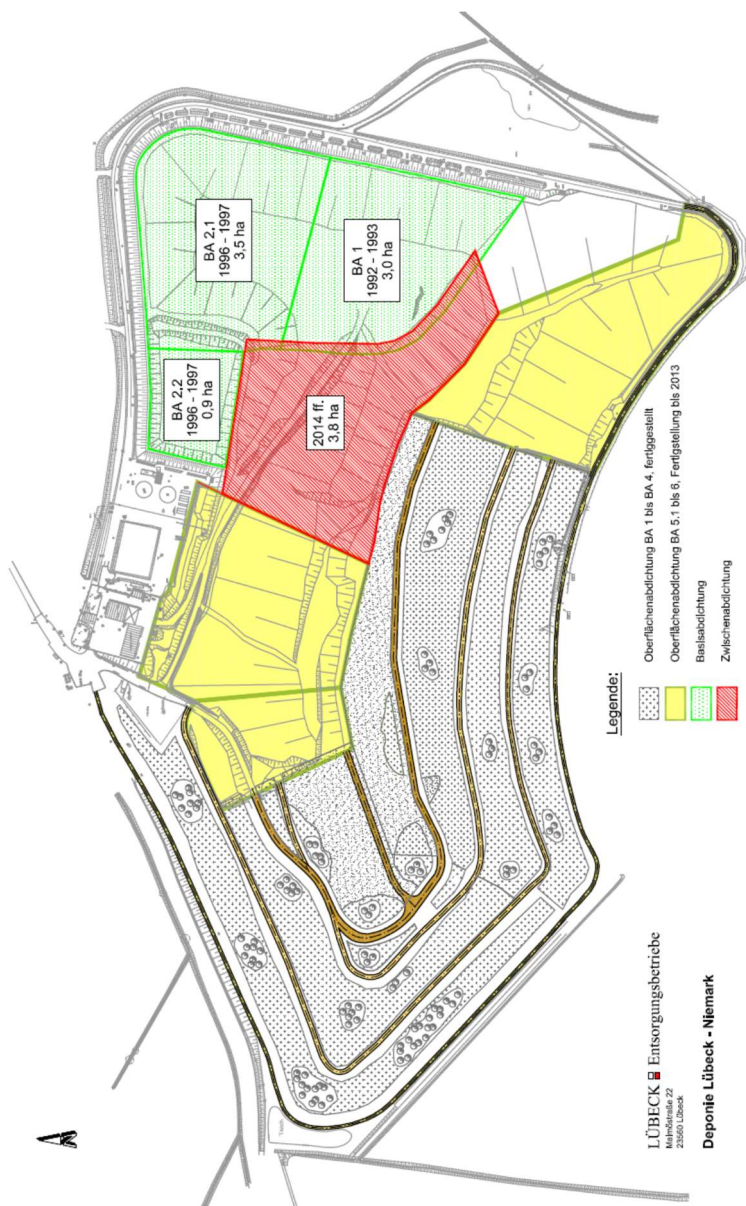 BA 2.1
1996 - 1997
3,5 ha
BA 2.2
1996 - 1997
0,9 ha
BA 1
1992 - 1993
3,0 ha
2014 ff.
3,8 ha
Legende:
Oberflächenabdichtung BA 1 bis BA 4, fertiggestellt
Oberflächenabdichtung BA 5.1 bis 6, Fertigstellung bis 2013
Basisabdichtung
Zwischenabdichtung
LÜBECK Entsorgungsbetriebe
Malmöstraße 22
23560 Lübeck
Deponie Lübeck - Niemark